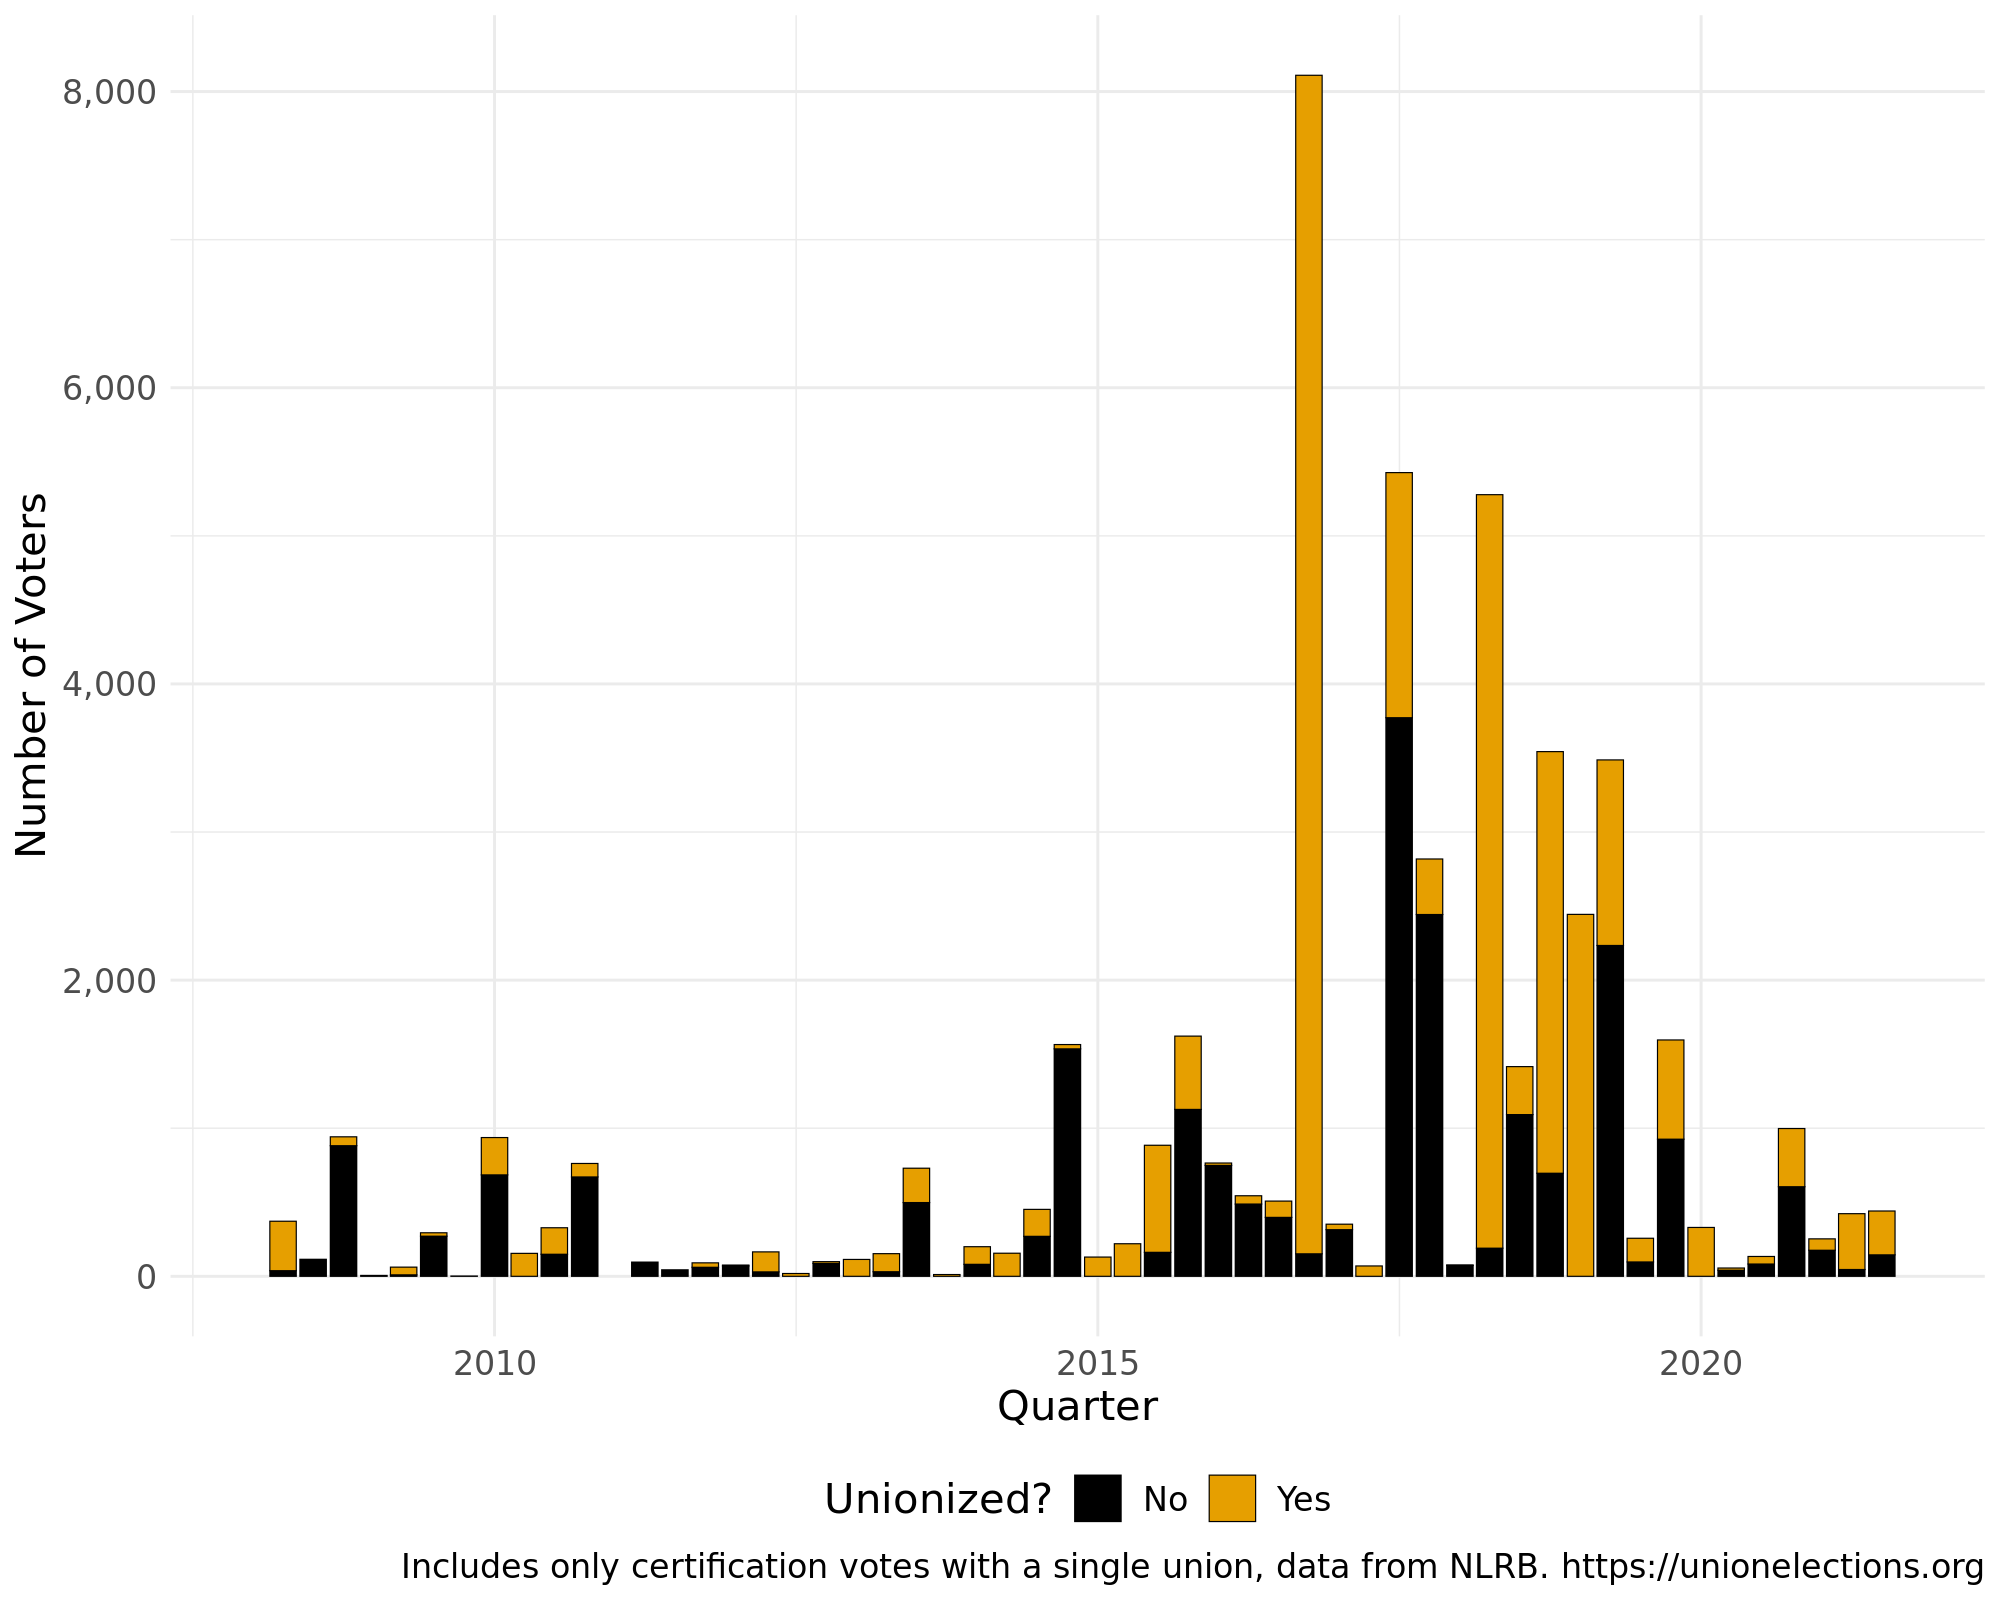 8,000
6,000
4,000
2,000
0
Number of Voters
2010 2015 2020
Quarter
Unionized? No Yes
Includes only certification votes with a single union, data from NLRB. https://unionelections.org